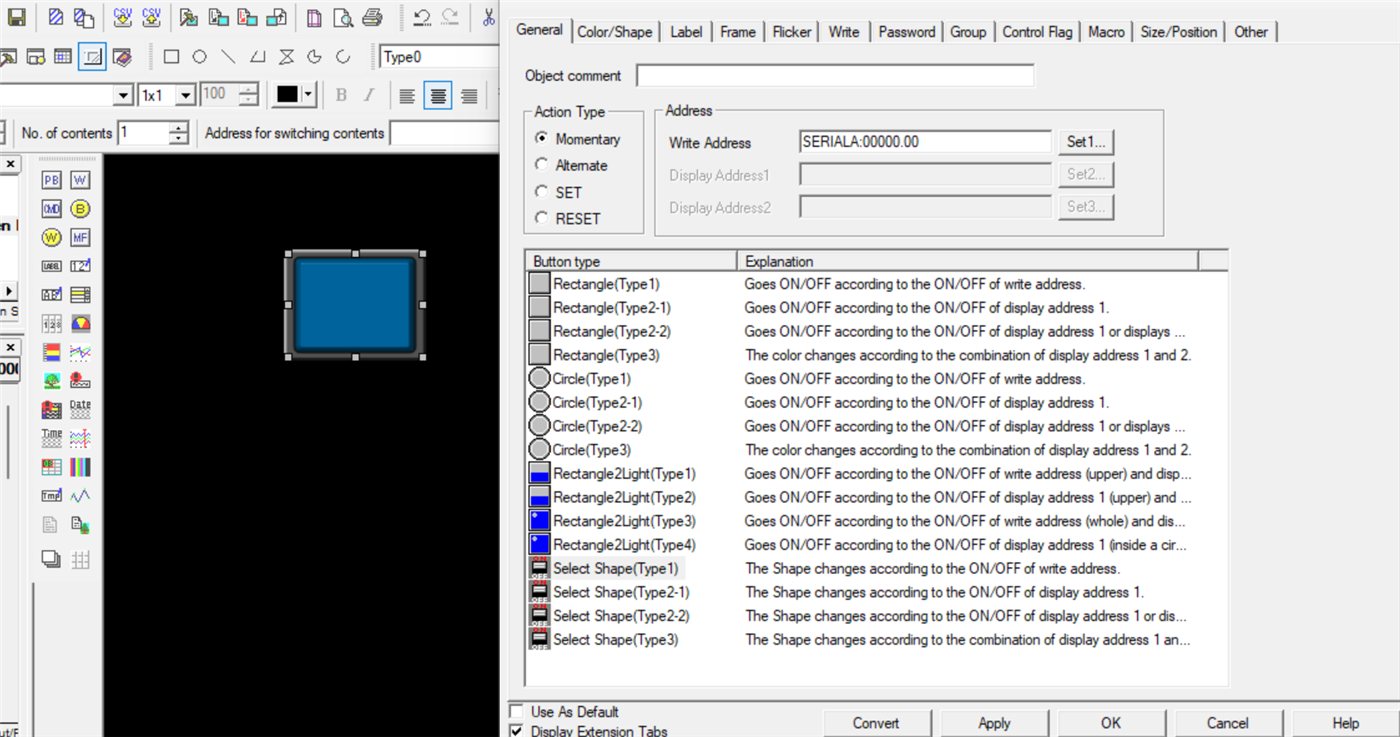 General Color/Shape Label Frame Flicker Write Password Group Control Flag Macro Size/Position Other
CSV CSV
Type0
Object comment
1x1 100 B I
Action Type
Momentary
Alternate
SET
RESET
Address
Write Address SERIALA:00000.00 Set1...
Display Address1 Set2...
Display Address2 Set3...
No. of contents 1 Address for switching contents
PB W
CMD B
W MF
LABEL 12
AB
123
Date
Time
Tmp
Button type Explanation
Rectangle(Type1) Goes ON/OFF according to the ON/OFF of write address.
Rectangle(Type2-1) Goes ON/OFF according to the ON/OFF of display address 1.
Rectangle(Type2-2) Goes ON/OFF according to the ON/OFF of display address 1 or displays ...
Rectangle(Type3) The color changes according to the combination of display address 1 and 2.
Circle(Type1) Goes ON/OFF according to the ON/OFF of write address.
Circle(Type2-1) Goes ON/OFF according to the ON/OFF of display address 1.
Circle(Type2-2) Goes ON/OFF according to the ON/OFF of display address 1 or displays ...
Circle(Type3) The color changes according to the combination of display address 1 and 2.
Rectangle2Light(Type1) Goes ON/OFF according to the ON/OFF of write address (upper) and disp...
Rectangle2Light(Type2) Goes ON/OFF according to the ON/OFF of display address 1 (upper) and ...
Rectangle2Light(Type3) Goes ON/OFF according to the ON/OFF of write address (whole) and dis...
Rectangle2Light(Type4) Goes ON/OFF according to the ON/OFF of display address 1 (inside a cir...
Select Shape(Type1) The Shape changes according to the ON/OFF of write address.
Select Shape(Type2-1) The Shape changes according to the ON/OFF of display address 1.
Select Shape(Type2-2) The Shape changes according to the ON/OFF of display address 1 or dis...
Select Shape(Type3) The Shape changes according to the combination of display address 1 an...
Use As Default
Display Extension Tabs
Convert Apply OK Cancel Help